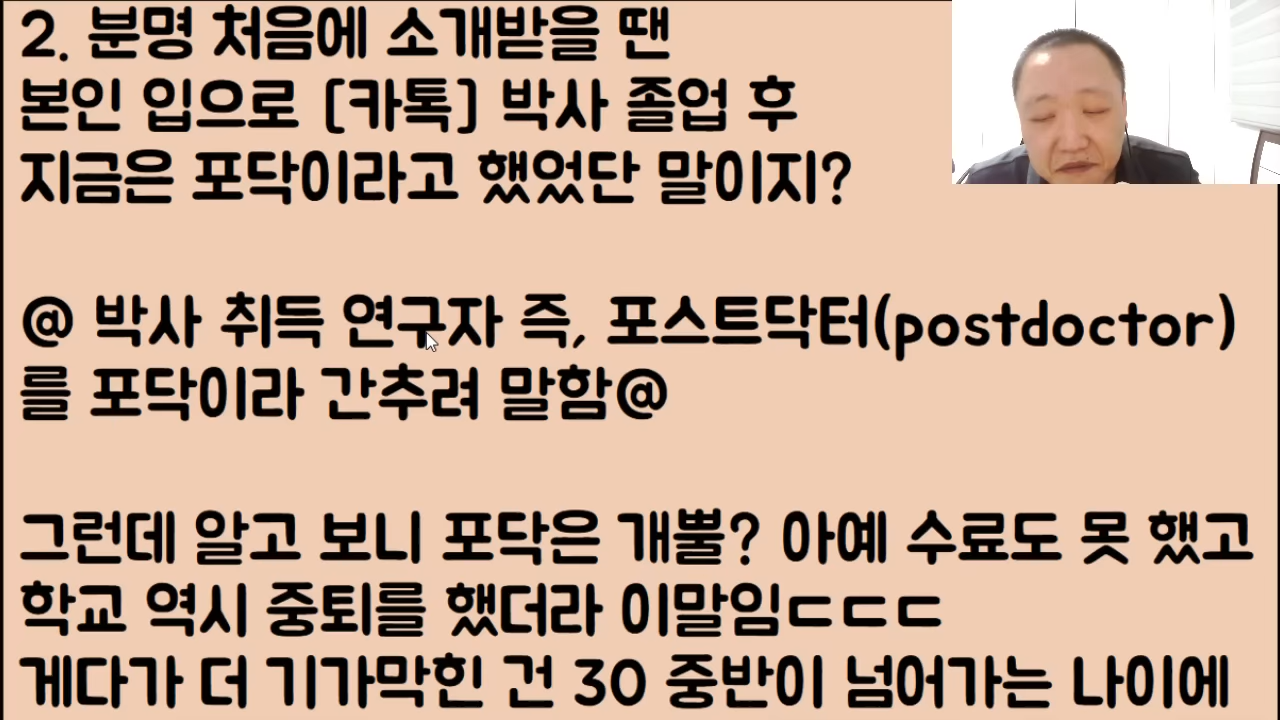 2. 분명 처음에 소개받을 땐
본인 입으로 [카톡] 박사 졸업 후
지금은 포닥이라고 했었단 말이지?
@ 박사 취득 연구자 즉, 포스트닥터(postdoctor)
를 포닥이라 간추려 말함@
그런데 알고 보니 포닥은 개뿔? 아예 수료도 못 했고
학교 역시 중퇴를 했더라 이말임ㄷㄷㄷ
게다가 더 기가막힌 건 30 중반이 넘어가는 나이에